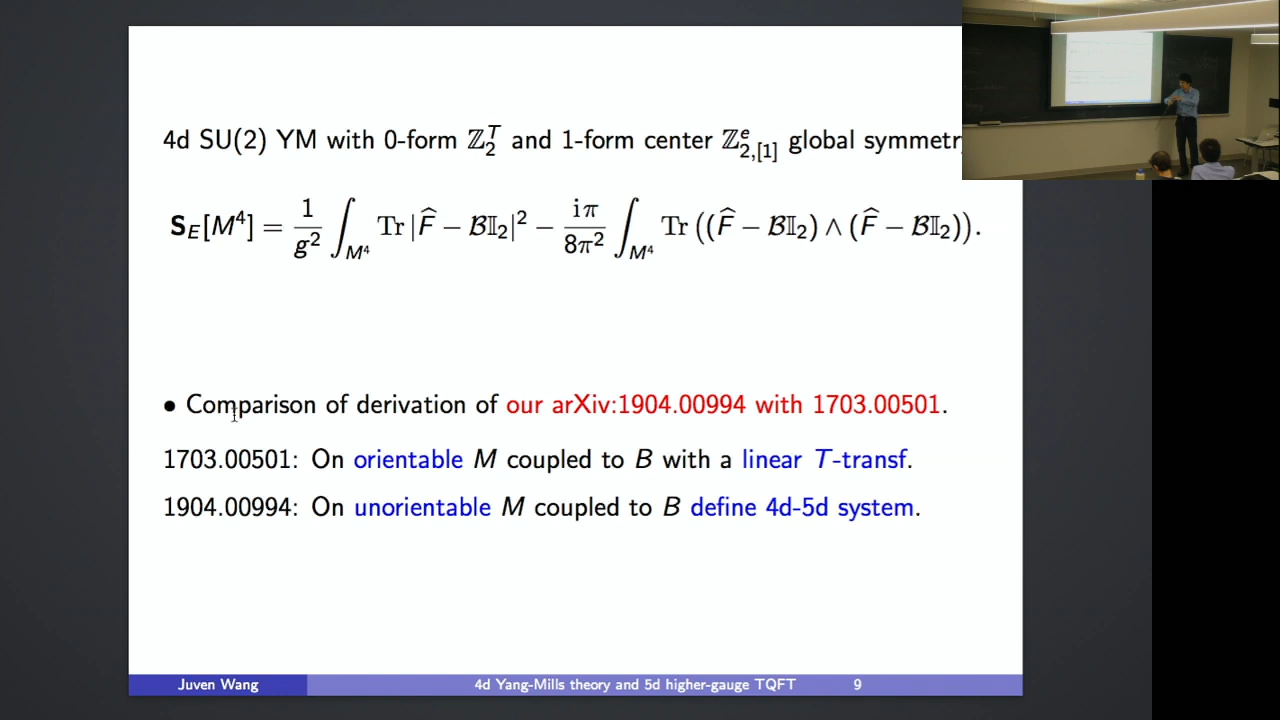 4d SU(2) YM with 0-form ℤ₂ᵀ and 1-form center ℤᵉ₂,[1] global symmetr
S_E[M⁴] = 1/g² ∫_M⁴ Tr |F̂ − 𝓑𝕀₂|² − iπ/8π² ∫_M⁴ Tr ((F̂ − 𝓑𝕀₂) ∧ (F̂ − 𝓑𝕀₂)).
• Comparison of derivation of our arXiv:1904.00994 with 1703.00501.
1703.00501: On orientable M coupled to B with a linear T-transf.
1904.00994: On unorientable M coupled to B define 4d-5d system.
Juven Wang 4d Yang-Mills theory and 5d higher-gauge TQFT 9